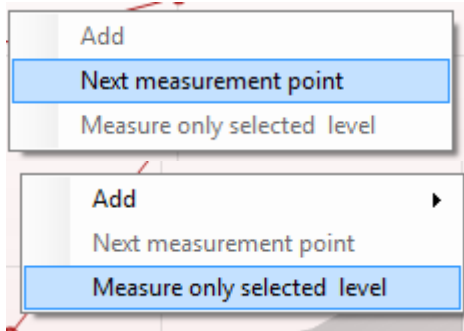 Add
Next measurement point
Measure only selected  level
Add
Next measurement point
Measure only selected  level